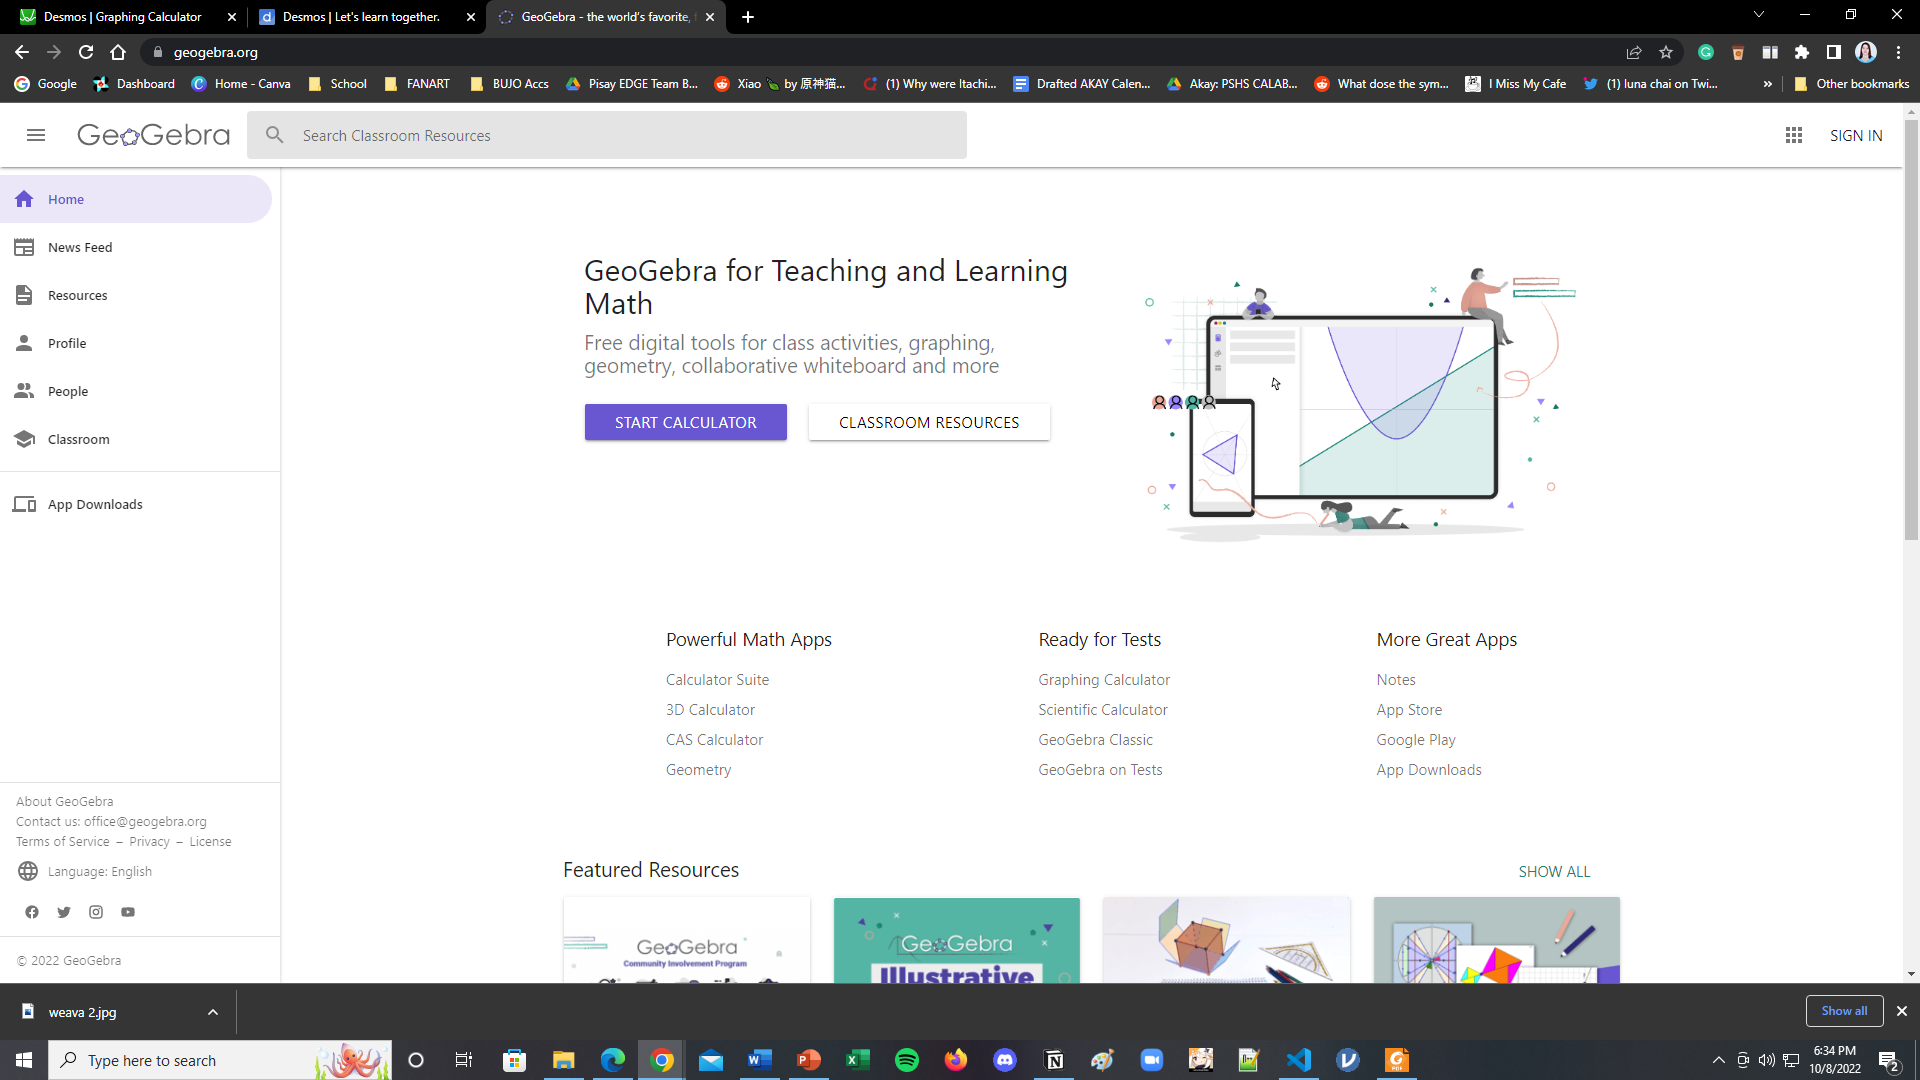 Desmos | Graphing Calculator
Desmos | Let's learn together.
GeoGebra - the world's favorite,
geogebra.org
Google
Dashboard
Home - Canva
School
FANART
BUJO Accs
Pisay EDGE Team B...
Xiao 🍃 by 原神猫...
(1) Why were Itachi...
Drafted AKAY Calen...
Akay: PSHS CALAB...
What dose the sym...
I Miss My Cafe
(1) luna chai on Twi...
»
Other bookmarks
GeoGebra
Search Classroom Resources
SIGN IN
Home
News Feed
Resources
Profile
People
Classroom
App Downloads
GeoGebra for Teaching and Learning
Math
Free digital tools for class activities, graphing,
geometry, collaborative whiteboard and more
START CALCULATOR
CLASSROOM RESOURCES
Powerful Math Apps
Calculator Suite
3D Calculator
CAS Calculator
Geometry
Ready for Tests
Graphing Calculator
Scientific Calculator
GeoGebra Classic
GeoGebra on Tests
More Great Apps
Notes
App Store
Google Play
App Downloads
About GeoGebra
Contact us: office@geogebra.org
Terms of Service – Privacy – License
Language: English
© 2022 GeoGebra
Featured Resources
SHOW ALL
GeoGebra
Community Involvement Program
GeoGebra
Illustrative
weava 2.jpg
Show all
Type here to search
6:34 PM
10/8/2022
2